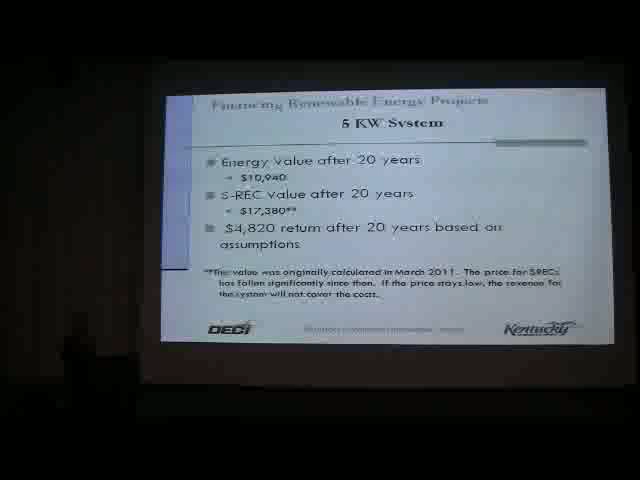 Financing Renewable Energy Projects
5 KW System
Energy Value after 20 years
$10,940
S-REC value after 20 years
$17,380**
$4,820 return after 20 years based on
assumptions
**The value was originally calculated in March 2011. The price for SRECs
has fallen significantly since then. If the price stays low, the revenue for
the system will not cover the costs.
DEDI
Kentucky